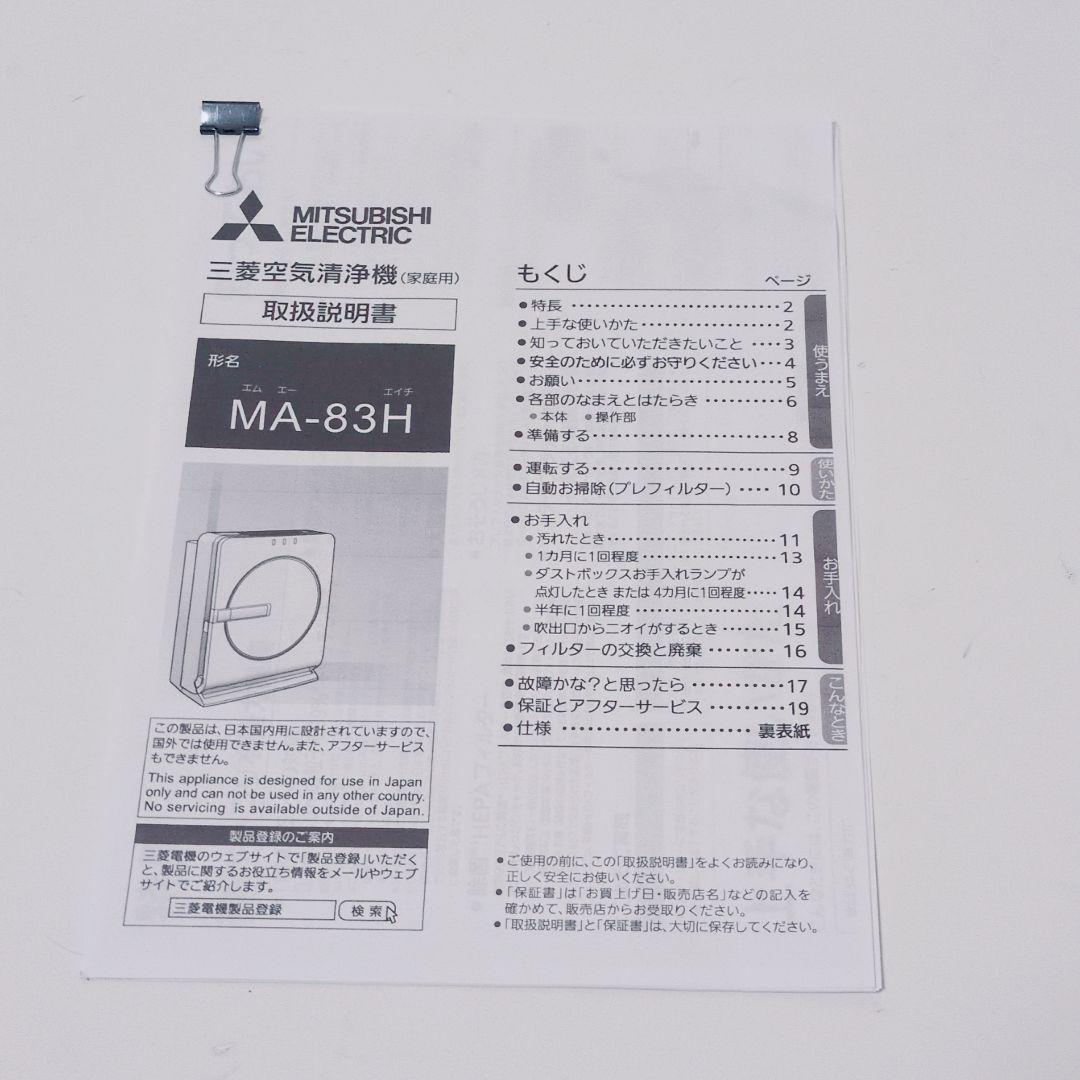 MITSUBISHI
ELECTRIC
三菱空気清浄機(家庭用)
取扱説明書
形名
エム エー エイチ
MA-83H
この製品は、日本国内用に設計されていますので、
国外では使用できません。また、アフターサービス
もできません。
This appliance is designed for use in Japan
only and can not be used in any other country.
No servicing is available outside of Japan.
製品登録のご案内
三菱電機のウェブサイトで「製品登録」いただく
と、製品に関するお役立ち情報をメールやウェブ
サイトでご紹介します。
三菱電機製品登録 検索
もくじ ページ
●特長 ・・・・・・・・・・・・・・・・・・2
●上手な使いかた・・・・・・・・・・・・・・・・・・2
●知っておいていただきたいこと ・・・・3
●安全のために必ずお守りください・・・4
●お願い・・・・・・・・・・・・・・・・・・・・・・・・5
●各部のなまえとはたらき・・・・・・・・・・6
●本体 ●操作部
●準備する・・・・・・・・・・・・・・・・・・・・・・8
使うまえ
●運転する・・・・・・・・・・・・・・・・・・・・・・9
●自動お掃除(プレフィルター) ・・・・10
使いかた
●お手入れ
●汚れたとき・・・・・・・・・・・・・・・・・・・・11
●1カ月に1回程度・・・・・・・・・・・・・・・・13
●ダストボックスお手入れランプが
点灯したとき または 4カ月に1回程度・・・・・14
●半年に1回程度 ・・・・・・・・・・・・・・・・・14
●吹出口からニオイがするとき・・・・・・・・15
●フィルターの交換と廃棄 ・・・・・・・・16
お手入れ
●故障かな?と思ったら ・・・・・・・・・・17
●保証とアフターサービス ・・・・・・・・・19
●仕様 ・・・・・・・・・・・・・・・・・・・・・・裏表紙
こんなとき
●ご使用の前に、この「取扱説明書」をよくお読みになり、
正しく安全にお使いください。
●「保証書」は「お買上げ日・販売店名」などの記入を
確かめて、販売店からお受取りください。
●「取扱説明書」と「保証書」は、大切に保存してください。